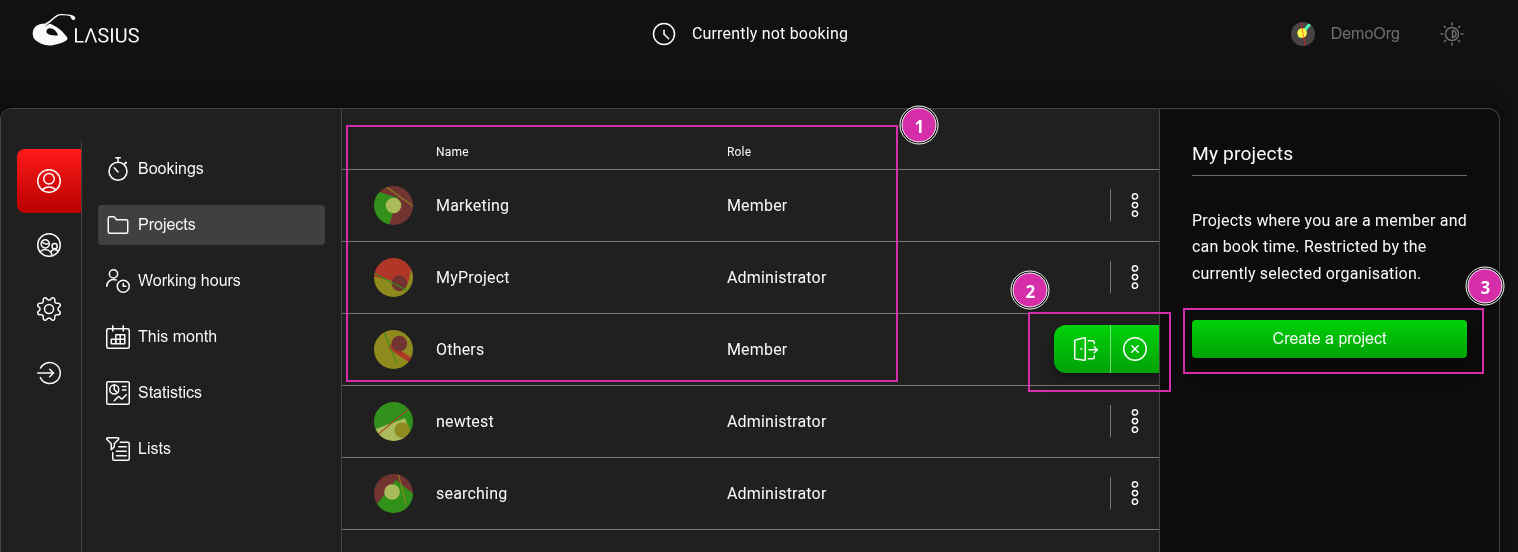 LASIUS
Currently not booking
DemoOrg
Bookings
Projects
Working hours
This month
Statistics
Lists
1
Name Role
Marketing Member
MyProject Administrator
Others Member
2
newtest Administrator
searching Administrator
My projects
Projects where you are a member and
can book time. Restricted by the
currently selected organisation.
3
Create a project